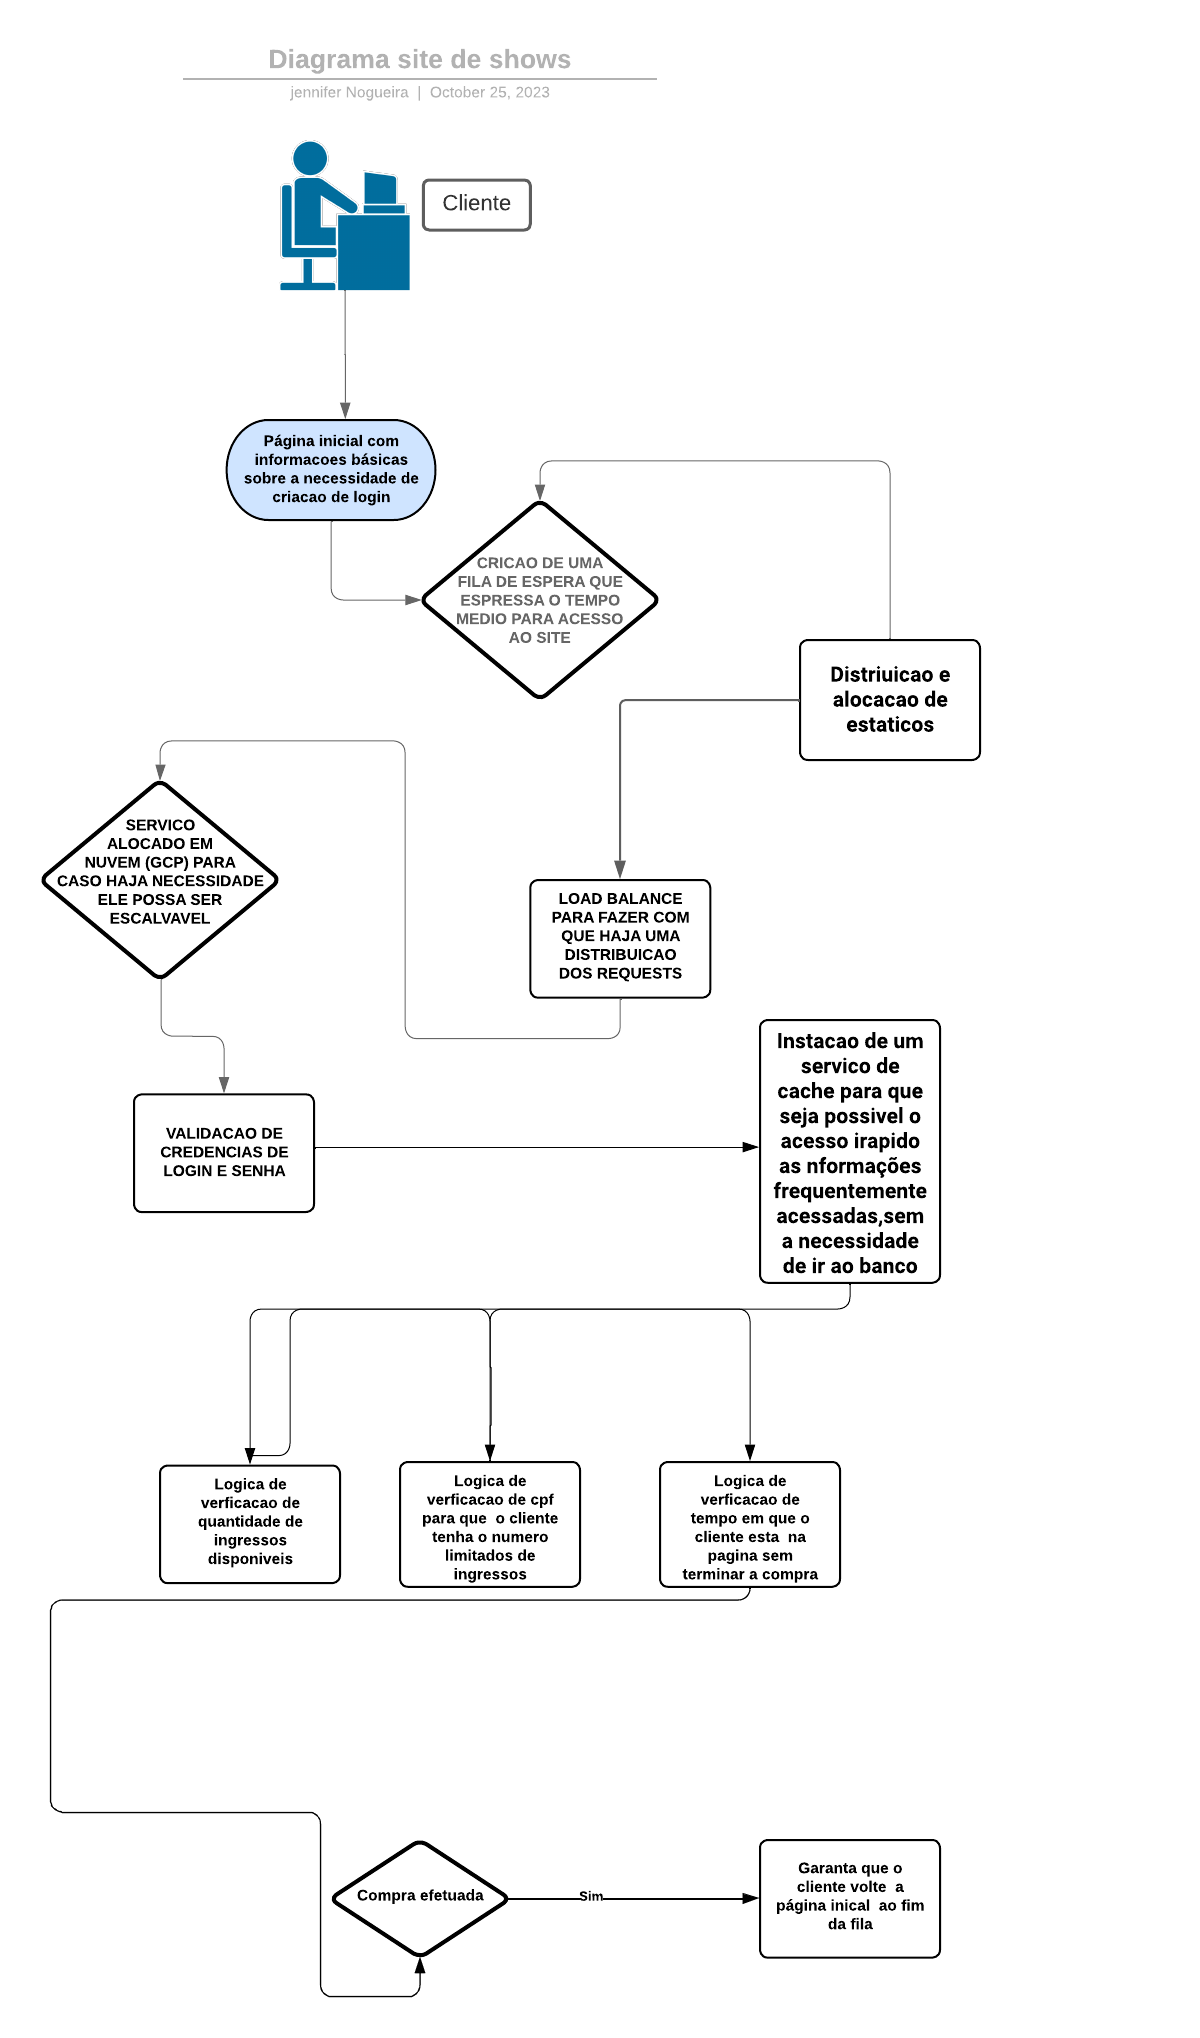 Diagrama site de shows
jennifer Nogueira | October 25, 2023
Cliente
Página inicial com
informacoes básicas
sobre a necessidade de
criacao de login
CRICAO DE UMA
FILA DE ESPERA QUE
ESPRESSA O TEMPO
MEDIO PARA ACESSO
AO SITE
Distriuicao e
alocacao de
estaticos
SERVICO
ALOCADO EM
NUVEM (GCP) PARA
CASO HAJA NECESSIDADE
ELE POSSA SER
ESCALVAVEL
LOAD BALANCE
PARA FAZER COM
QUE HAJA UMA
DISTRIBUICAO
DOS REQUESTS
VALIDACAO DE
CREDENCIAS DE
LOGIN E SENHA
Instacao de um
servico de
cache para que
seja possivel o
acesso irapido
as nformações
frequentemente
acessadas,sem
a necessidade
de ir ao banco
Logica de
verficacao de
quantidade de
ingressos
disponiveis
Logica de
verficacao de cpf
para que o cliente
tenha o numero
limitados de
ingressos
Logica de
verficacao de
tempo em que o
cliente esta na
pagina sem
terminar a compra
Compra efetuada
Sim
Garanta que o
cliente volte a
página inical ao fim
da fila